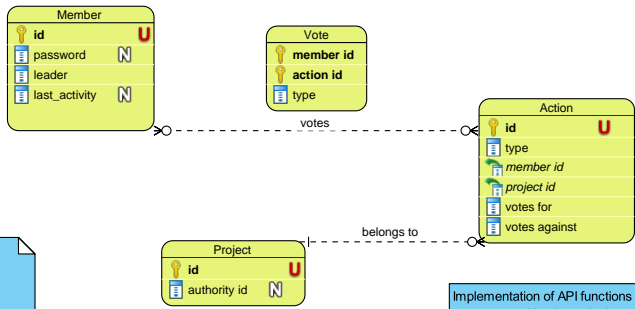 Member
id U
password N
leader
last_activity N
Vote
member id
action id
type
votes
Action
id U
type
member id
project id
votes for
votes against
belongs to
Project
id U
authority id N
Implementation of API functions